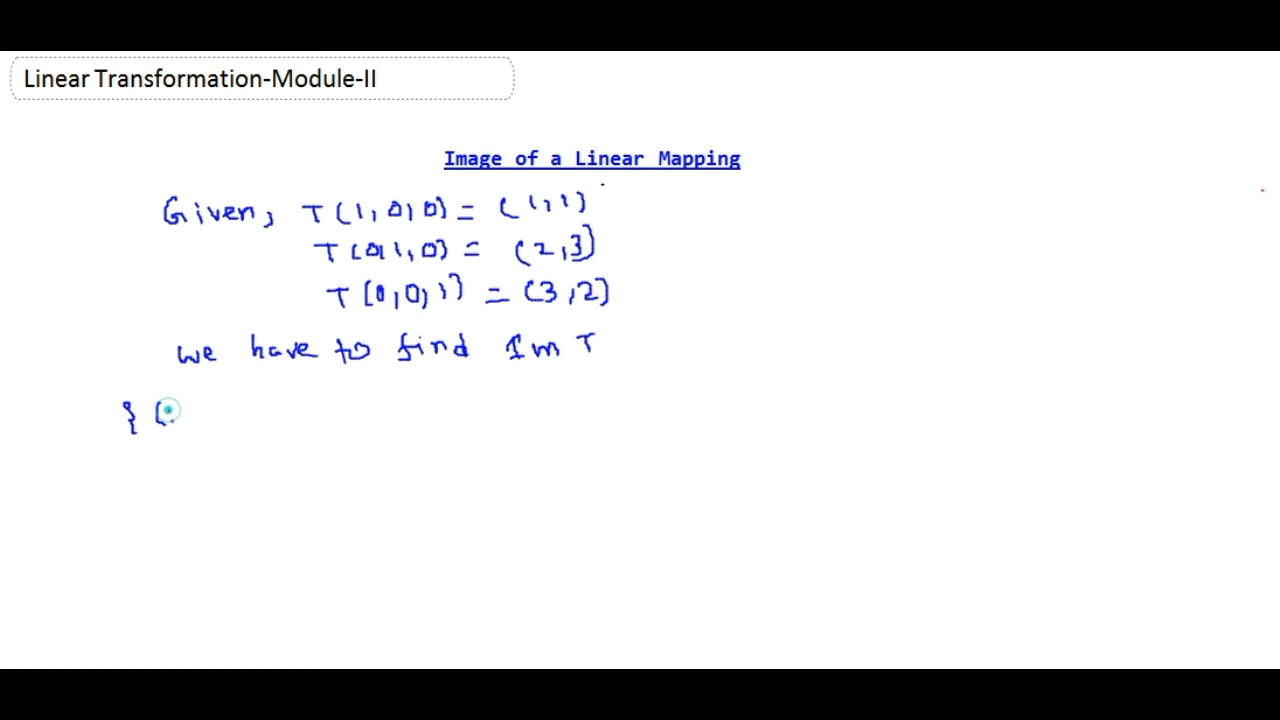 Linear Transformation-Module-II
Image of a Linear Mapping
Given, T(1,0,0) = (1,1)
T(0,1,0) = (2,3)
T(0,0,1) = (3,2)
we have to find Im T
{ (